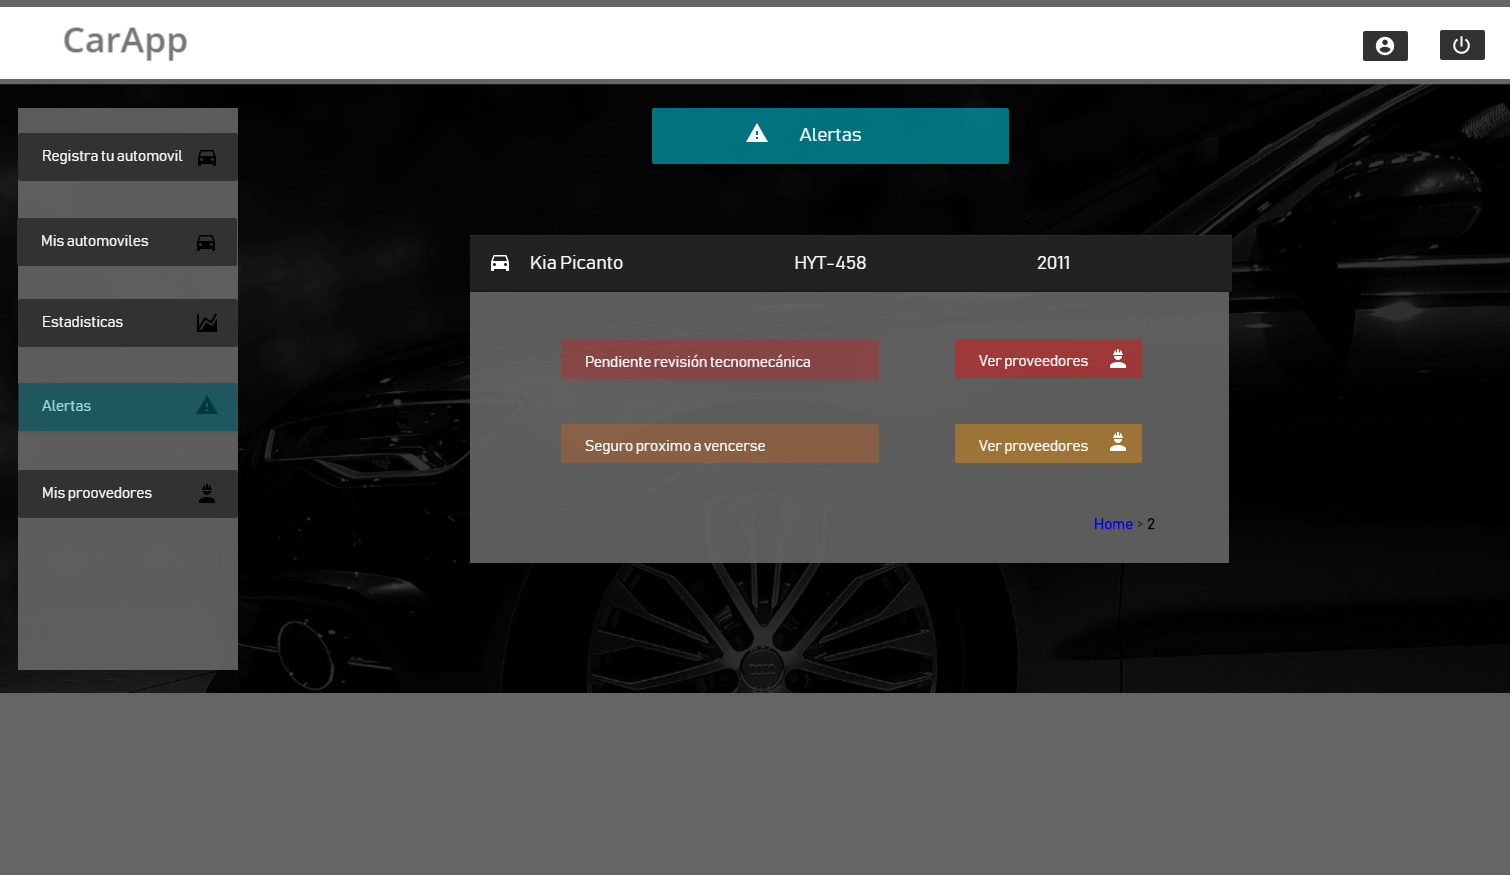 CarApp
Alertas
Registra tu automovil
Mis automoviles
Estadisticas
Alertas
Mis proovedores
Kia Picanto HYT-458 2011
Pendiente revisión tecnomecánica Ver proveedores
Seguro proximo a vencerse Ver proveedores
Home > 2